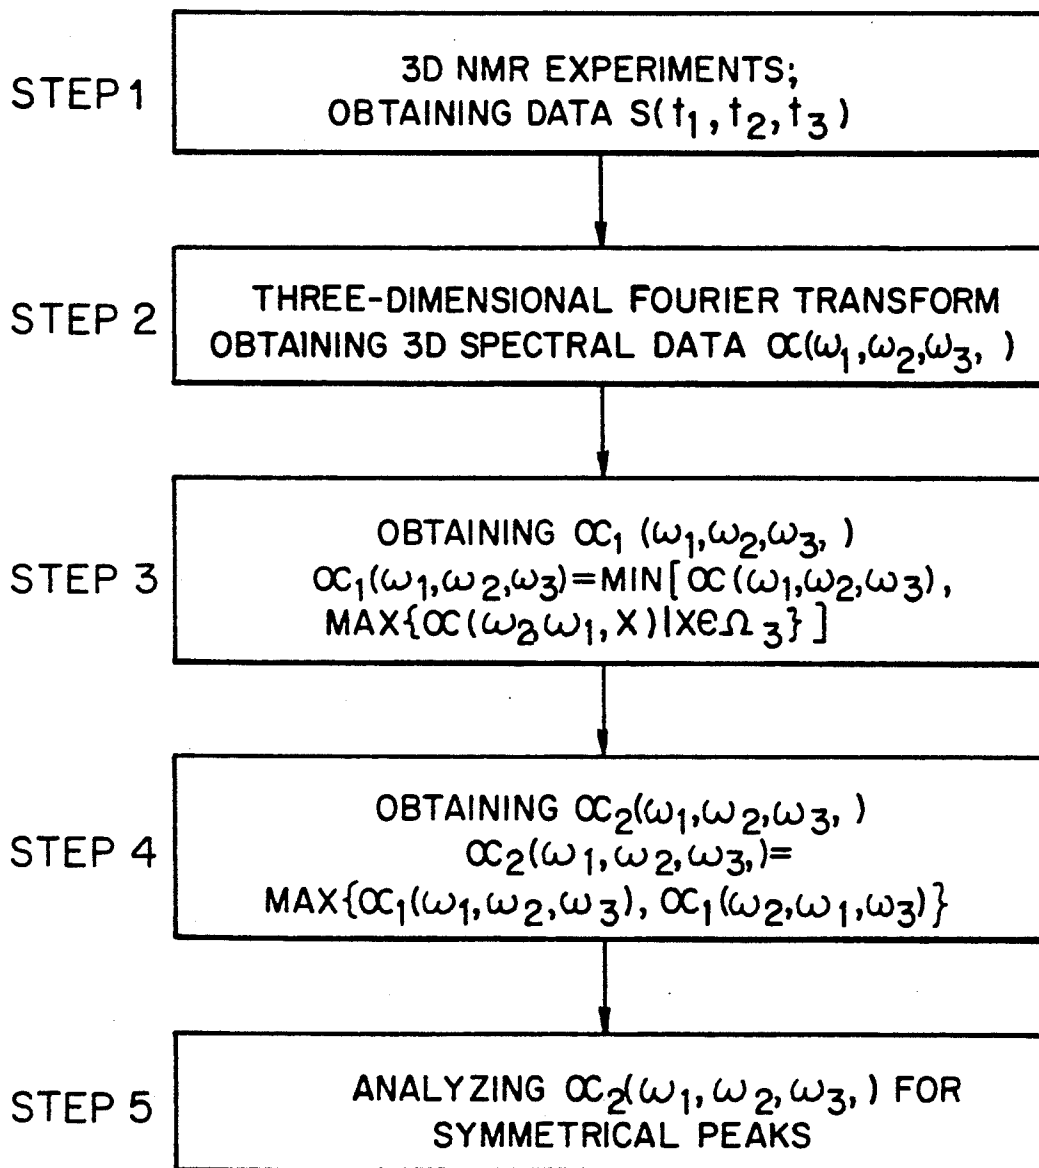 STEP 1
3D NMR EXPERIMENTS;
OBTAINING DATA S(t₁, t₂, t₃)
STEP 2
THREE-DIMENSIONAL FOURIER TRANSFORM
OBTAINING 3D SPECTRAL DATA α(ω₁,ω₂,ω₃, )
STEP 3
OBTAINING α₁ (ω₁,ω₂,ω₃, )
α₁(ω₁,ω₂,ω₃)=MIN[α(ω₁,ω₂,ω₃),
MAX{α(ω₂ω₁,X)|X∈Ω₃}]
STEP 4
OBTAINING α₂(ω₁,ω₂,ω₃, )
α₂(ω₁,ω₂,ω₃,)=
MAX{α₁(ω₁,ω₂,ω₃), α₁(ω₂,ω₁,ω₃)}
STEP 5
ANALYZING α₂(ω₁,ω₂,ω₃, ) FOR
SYMMETRICAL PEAKS